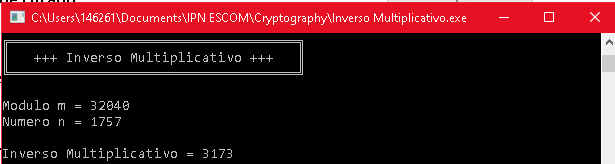 C:\Users\146261\Documents\IPN ESCOM\Cryptography\Inverso Multiplicativo.exe
+++ Inverso Multiplicativo +++
Modulo m = 32040
Numero n = 1757
Inverso Multiplicativo = 3173